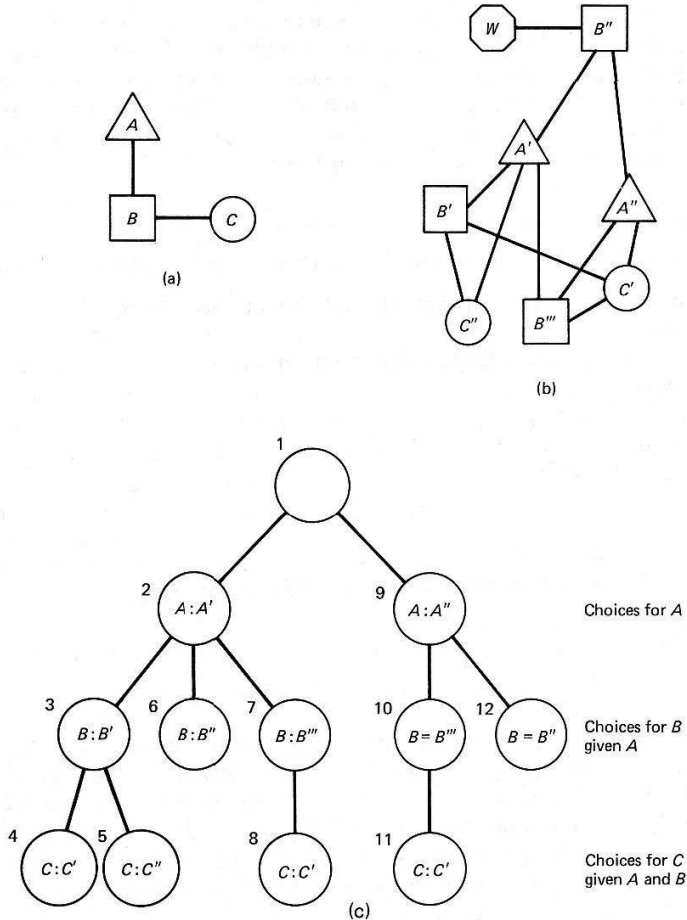 W
B″
A
A′
B
C
B′
A″
C′
C″
B‴
(a)
(b)
1
2
A:A′
9
A:A″
Choices for A
3
B:B′
6
B:B″
7
B:B‴
10
B=B‴
12
B=B″
Choices for B
given A
4
C:C′
5
C:C″
8
C:C′
11
C:C′
Choices for C
given A and B
(c)